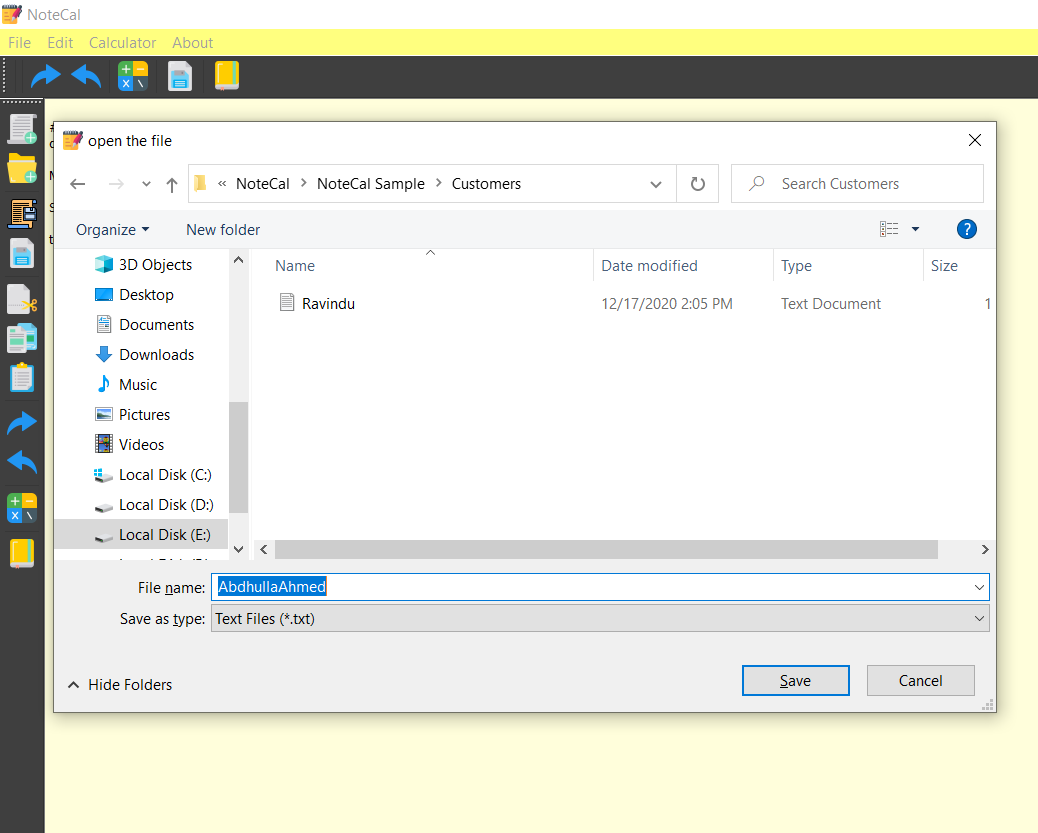 NoteCal
File Edit Calculator About
open the file
« NoteCal > NoteCal Sample > Customers
Search Customers
Organize New folder
?
Name Date modified Type Size
3D Objects
Ravindu 12/17/2020 2:05 PM Text Document 1
Desktop
Documents
Downloads
Music
Pictures
Videos
Local Disk (C:)
Local Disk (D:)
Local Disk (E:)
File name: AbdhullaAhmed
Save as type: Text Files (*.txt)
Hide Folders
Save Cancel